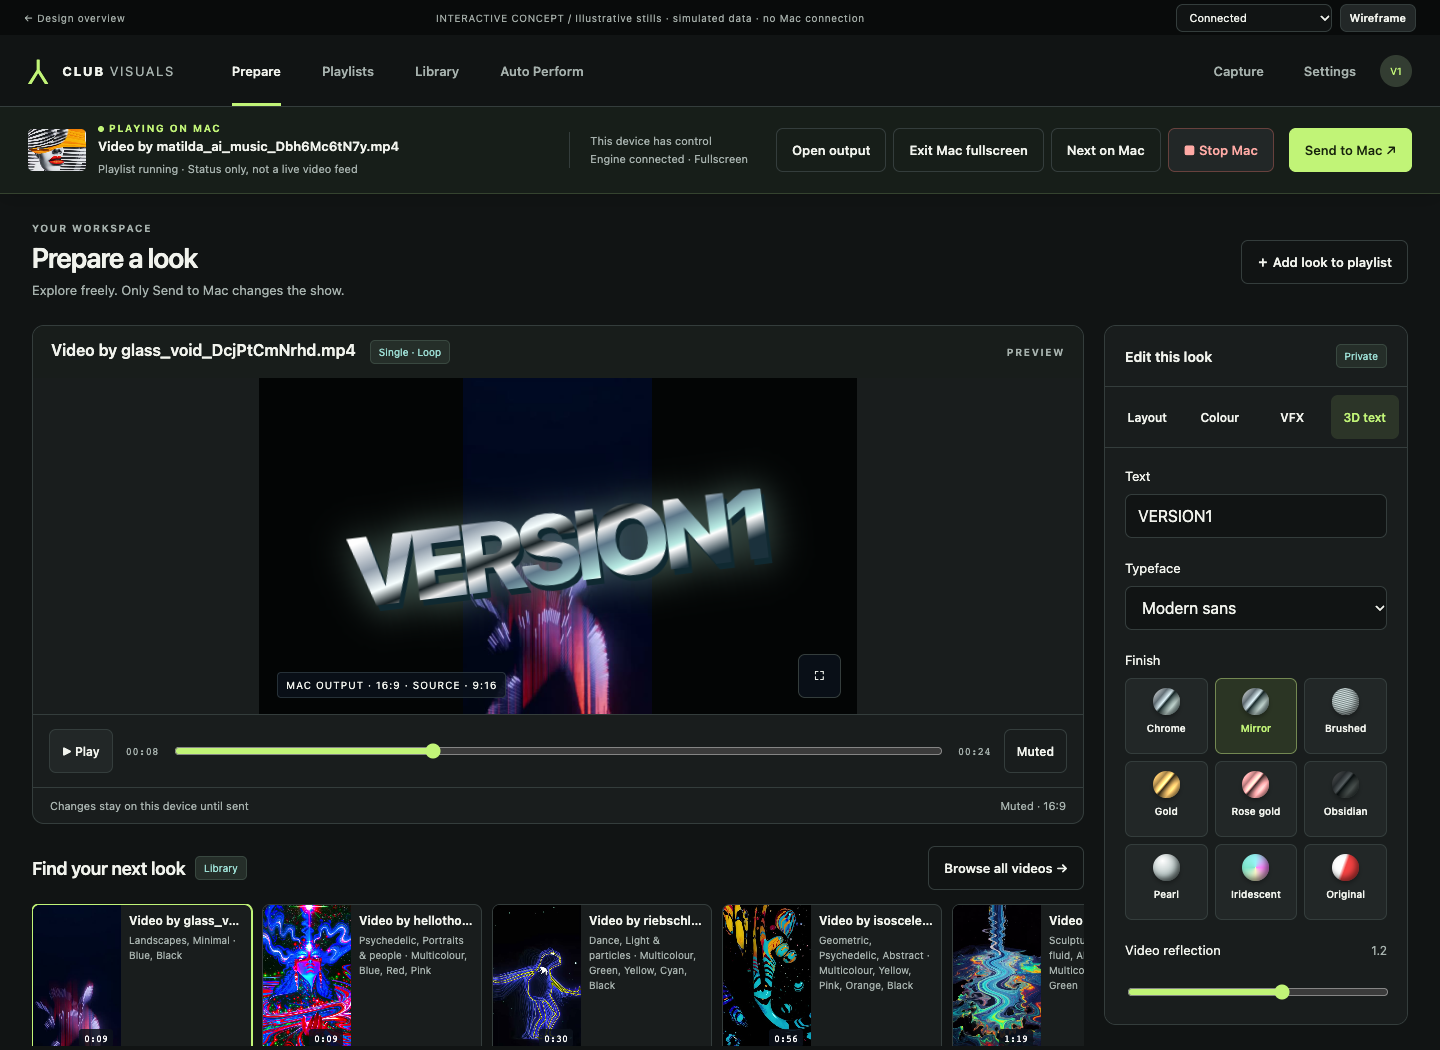 ← Design overview
INTERACTIVE CONCEPT / Illustrative stills · simulated data · no Mac connection
Connected
Wireframe
CLUB VISUALS
Prepare
Playlists
Library
Auto Perform
Capture
Settings
V1
PLAYING ON MAC
Video by matilda_ai_music_Dbh6Mc6tN7y.mp4
Playlist running · Status only, not a live video feed
This device has control
Engine connected · Fullscreen
Open output
Exit Mac fullscreen
Next on Mac
Stop Mac
Send to Mac ↗
YOUR WORKSPACE
Prepare a look
Explore freely. Only Send to Mac changes the show.
+ Add look to playlist
Video by glass_void_DcjPtCmNrhd.mp4
Single · Loop
PREVIEW
VERSION1
MAC OUTPUT · 16:9 · SOURCE · 9:16
▶ Play
00:08
00:24
Muted
Changes stay on this device until sent
Muted · 16:9
Edit this look
Private
Layout
Colour
VFX
3D text
Text
VERSION1
Typeface
Modern sans
Finish
Chrome
Mirror
Brushed
Gold
Rose gold
Obsidian
Pearl
Iridescent
Original
Video reflection
1.2
Find your next look
Library
Browse all videos →
Video by glass_v...
Landscapes, Minimal ·
Blue, Black
0:09
Video by hellotho...
Psychedelic, Portraits
& people · Multicolour,
Blue, Red, Pink
0:09
Video by riebschl...
Dance, Light &
particles · Multicolour,
Green, Yellow, Cyan,
Black
0:30
Video by isoscele...
Geometric,
Psychedelic, Abstract ·
Multicolour, Yellow,
Pink, Orange, Black
0:56
Video
Sculptu
fluid, A
Multico
Green
1:19